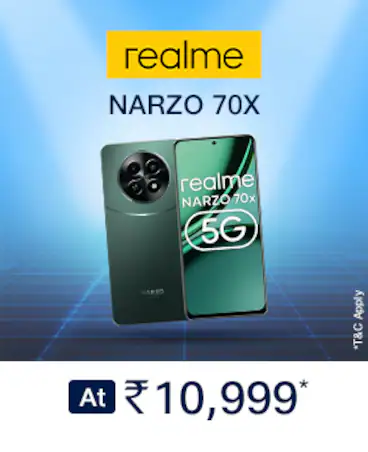 realme
NARZO 70X
realme
NARZO 70x
5G
*T&C Apply
At ₹10,999*